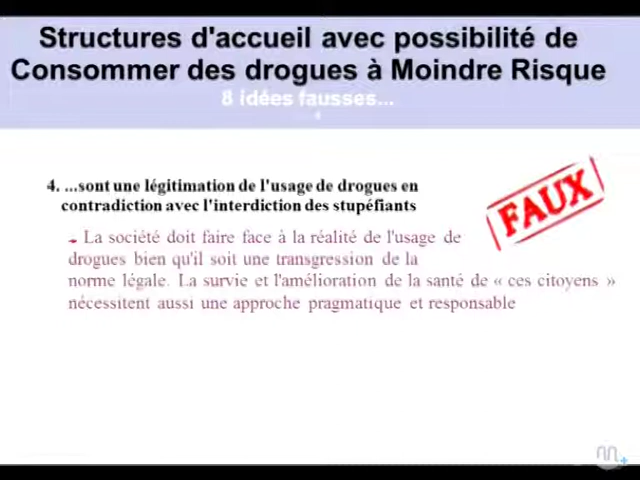 Structures d'accueil avec possibilité de
Consommer des drogues à Moindre Risque
8 idées fausses...
4. ...sont une légitimation de l'usage de drogues en
contradiction avec l'interdiction des stupéfiants
FAUX
La société doit faire face à la réalité de l'usage de
drogues bien qu'il soit une transgression de la
norme légale. La survie et l'amélioration de la santé de « ces citoyens »
nécessitent aussi une approche pragmatique et responsable